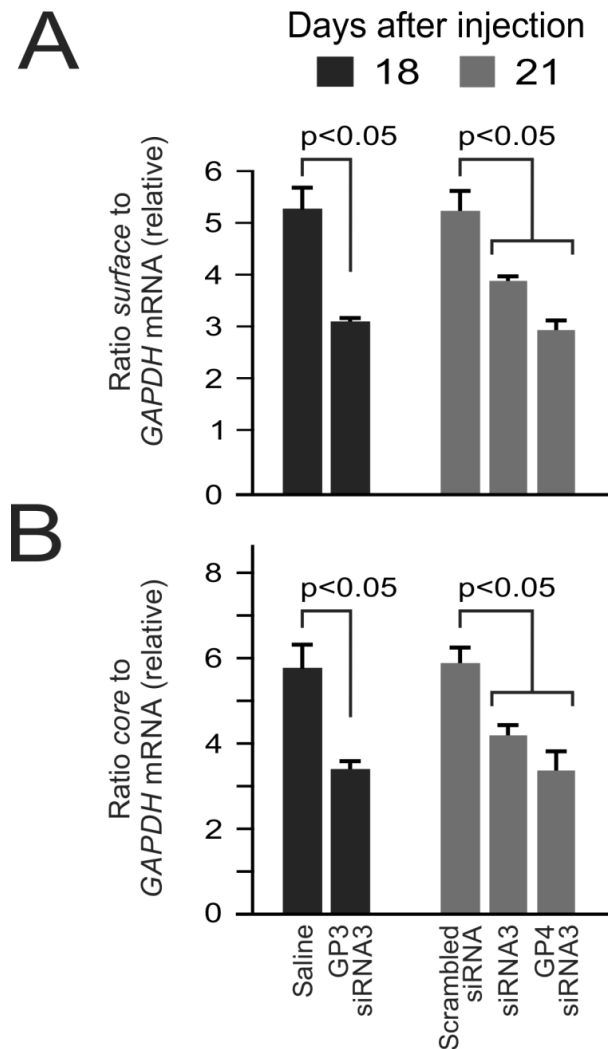 A
Days after injection
18
21
p<0.05
p<0.05
Ratio surface to
GAPDH mRNA (relative)
6
5
4
3
2
1
0
B
p<0.05
p<0.05
Ratio core to
GAPDH mRNA (relative)
8
6
4
2
0
Saline
GP3
siRNA3
Scrambled
siRNA
siRNA3
GP4
siRNA3